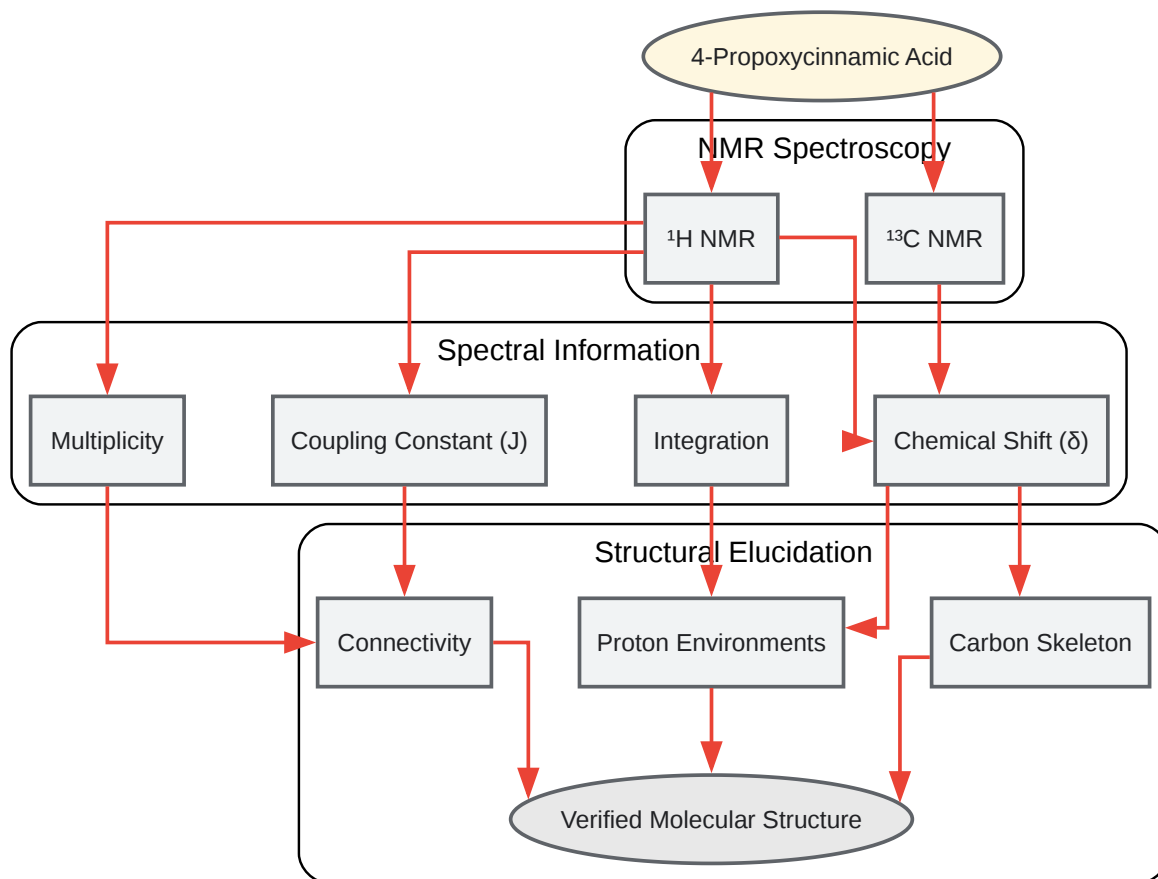 4-Propoxycinnamic Acid
NMR Spectroscopy
¹H NMR
¹³C NMR
Spectral Information
Multiplicity
Coupling Constant (J)
Integration
Chemical Shift (δ)
Structural Elucidation
Connectivity
Proton Environments
Carbon Skeleton
Verified Molecular Structure